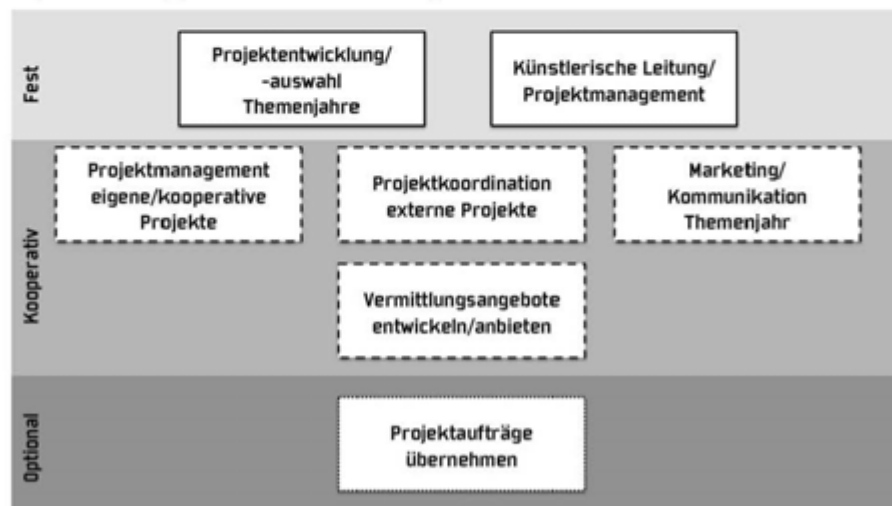 Fest
Projektentwicklung/
-auswahl
Themenjahre
Künstlerische Leitung/
Projektmanagement
Kooperativ
Projektmanagement
eigene/kooperative
Projekte
Projektkoordination
externe Projekte
Marketing/
Kommunikation
Themenjahr
Vermittlungsangebote
entwickeln/anbieten
Optional
Projektaufträge
übernehmen